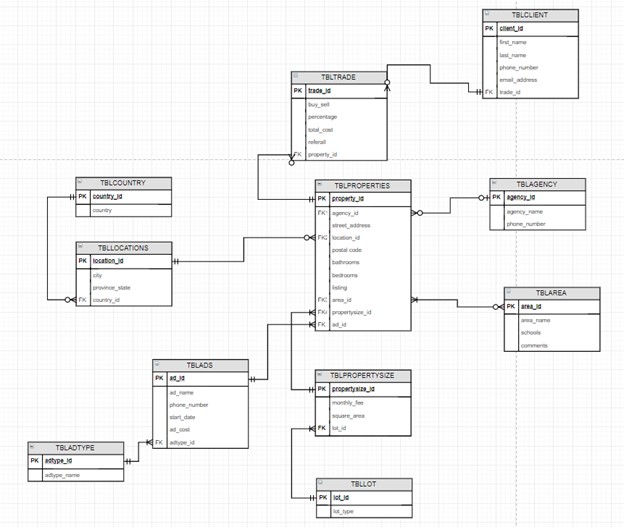 TBLCLIENT
PK client_id
first_name
last_name
phone_number
email_address
FK trade_id
TBLTRADE
PK trade_id
buy_sell
percentage
total_cost
referall
FK property_id
TBLCOUNTRY
PK country_id
country
TBLLOCATIONS
PK location_id
city
province_state
FK country_id
TBLPROPERTIES
PK property_id
FK1 agency_id
street_address
FK2 location_id
postal code
bathrooms
bedrooms
listing
area_id
propertysize_id
FK ad_id
TBLAGENCY
PK agency_id
agency_name
phone_number
TBLAREA
PK area_id
area_name
schools
comments
TBLADS
PK ad_id
ad_name
phone_number
start_date
ad_cost
FK adtype_id
TBLPROPERTYSIZE
PK propertysize_id
monthly_fee
square_area
FK lot_id
TBLADTYPE
PK adtype_id
adtype_name
TBLLOT
PK lot_id
lot_type